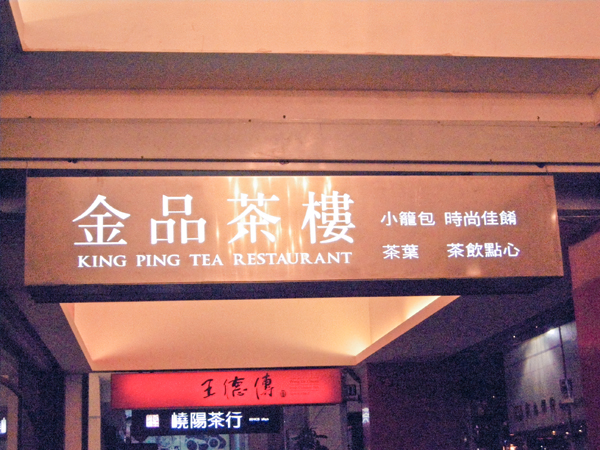 金品茶樓
KING PING TEA RESTAURANT
小籠包 時尚佳餚
茶葉 茶飲點心
王德傳
嶢陽茶行